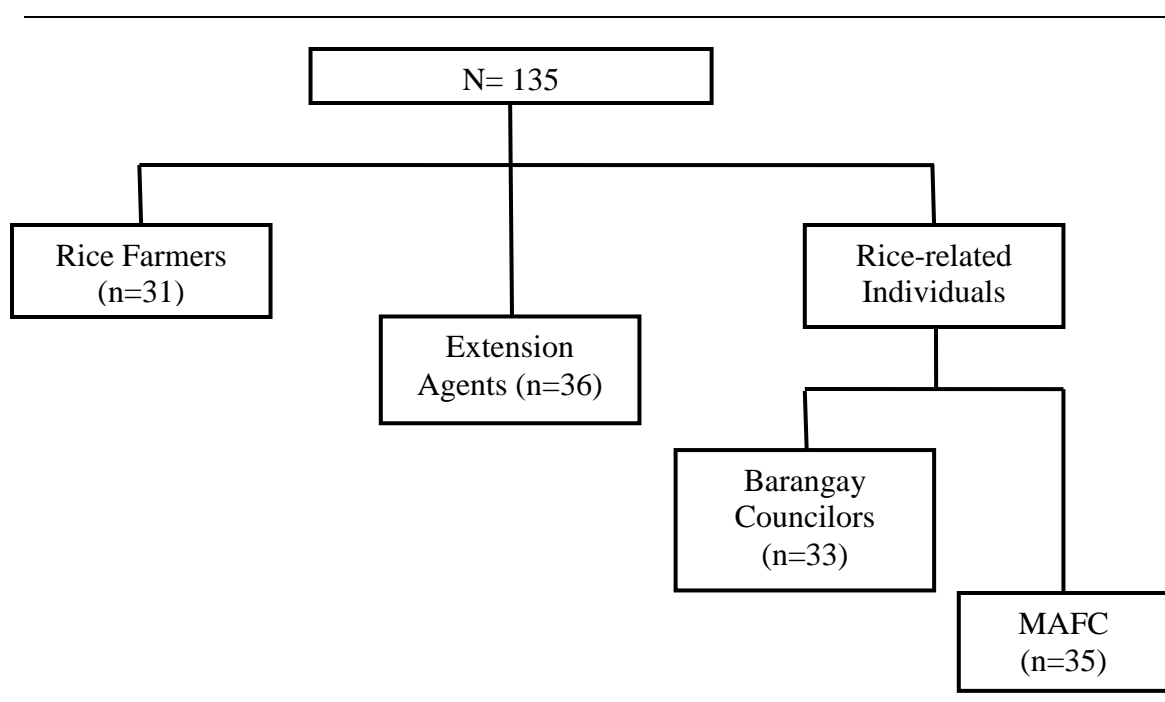 N= 135
Rice Farmers
(n=31)
Extension
Agents (n=36)
Rice-related
Individuals
Barangay
Councilors
(n=33)
MAFC
(n=35)